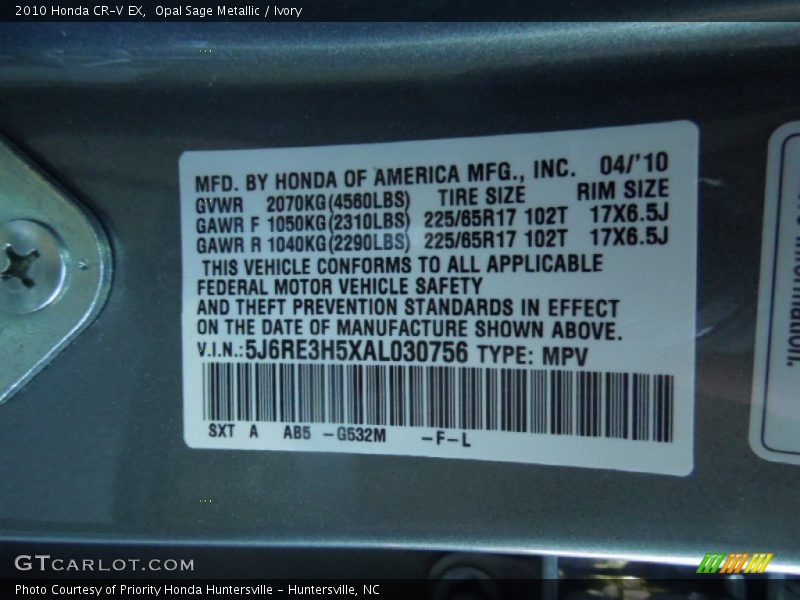 2010 Honda CR-V EX, Opal Sage Metallic / Ivory
MFD. BY HONDA OF AMERICA MFG., INC. 04/'10
GVWR 2070KG(4560LBS) TIRE SIZE RIM SIZE
GAWR F 1050KG(2310LBS) 225/65R17 102T 17X6.5J
GAWR R 1040KG(2290LBS) 225/65R17 102T 17X6.5J
THIS VEHICLE CONFORMS TO ALL APPLICABLE
FEDERAL MOTOR VEHICLE SAFETY
AND THEFT PREVENTION STANDARDS IN EFFECT
ON THE DATE OF MANUFACTURE SHOWN ABOVE.
V.I.N.:5J6RE3H5XAL030756 TYPE: MPV
SXT A AB5 -G532M -F-L
information.
GTCARLOT.COM
Photo Courtesy of Priority Honda Huntersville - Huntersville, NC